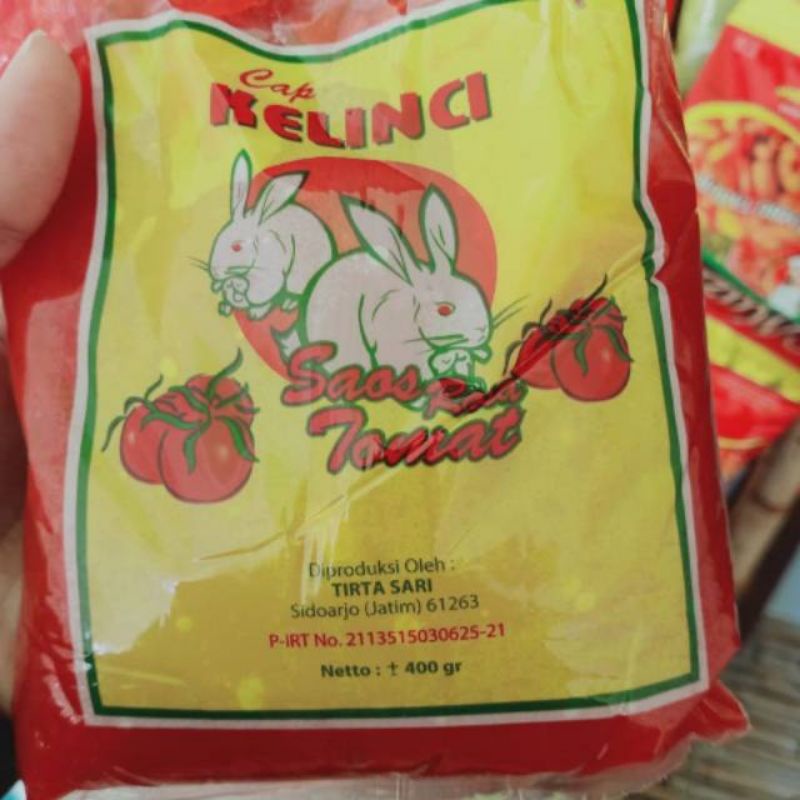 Cap
KELINCI
Saos Rasa
Tomat
Diproduksi Oleh :
TIRTA SARI
Sidoarjo (Jatim) 61263
P-IRT No. 2113515030625-21
Netto : ± 400 gr